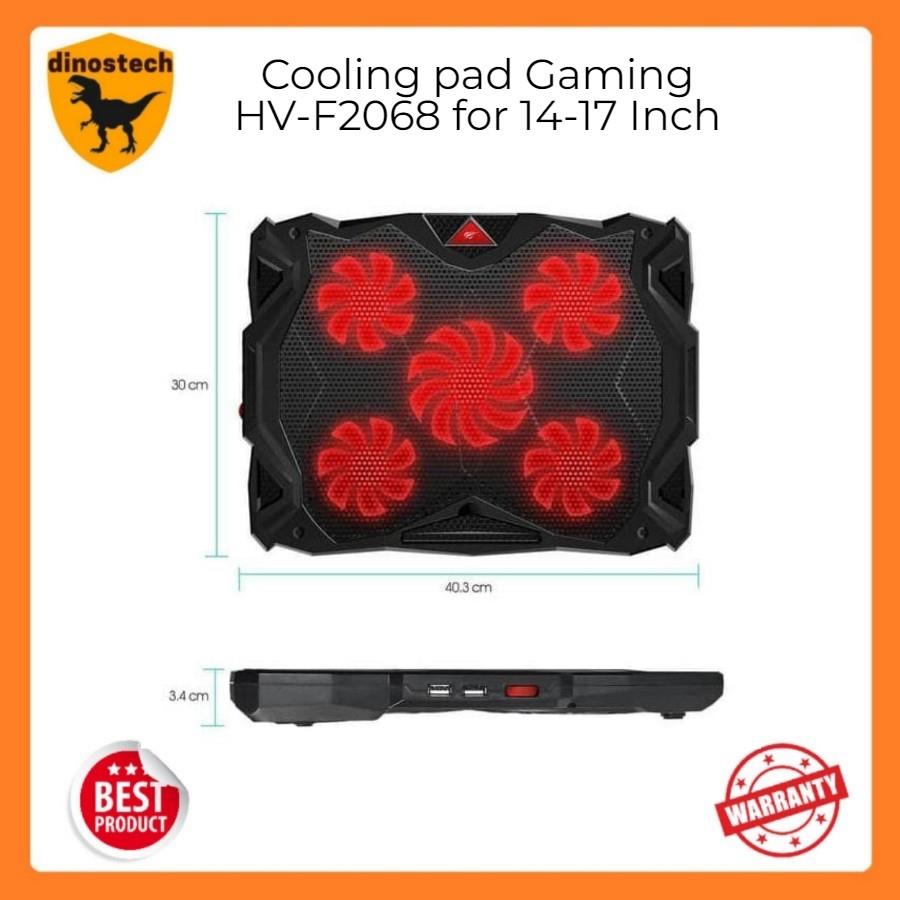 dinostech
Cooling pad Gaming
HV-F2068 for 14-17 Inch
30 cm
40.3 cm
3.4 cm
BEST
PRODUCT
WARRANTY